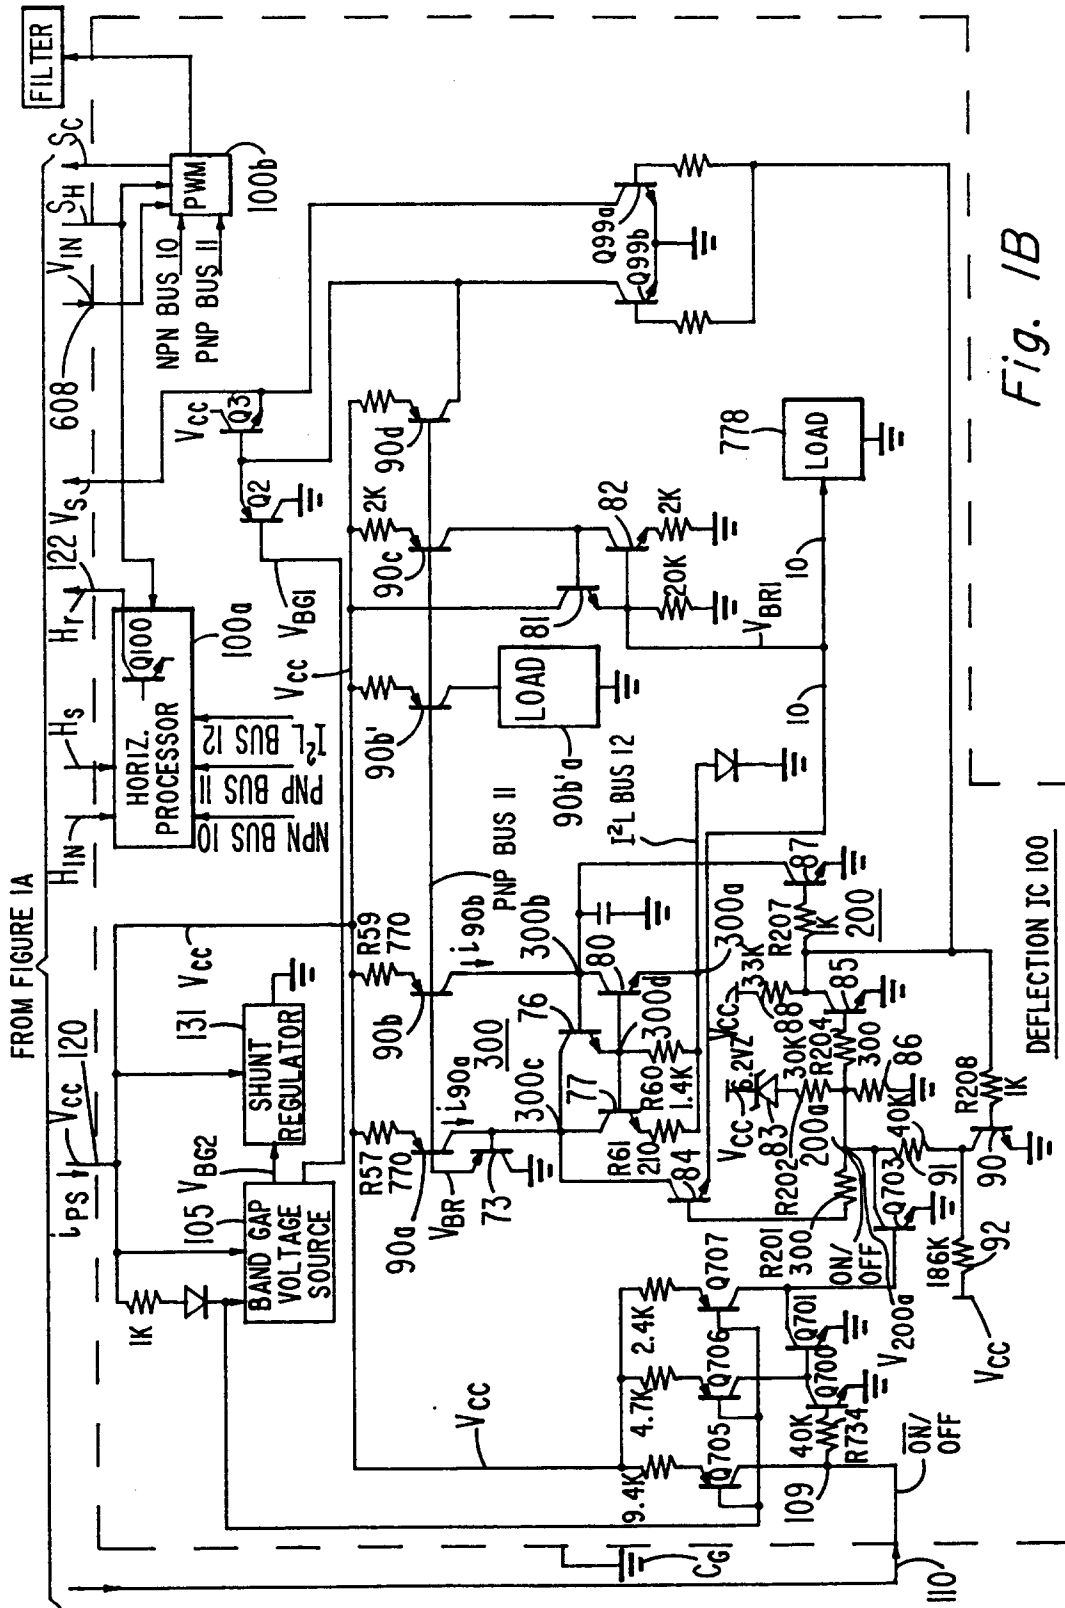 FROM FIGURE 1A
iPS
VCC
120
HIN
HS
Hr
122
VS
608
VIN
SH
SC
FILTER
1K
105
BAND GAP
VOLTAGE
SOURCE
VBG2
131
SHUNT
REGULATOR
VCC
HORIZ.
PROCESSOR
Q100
100a
NPN BUS 10
PNP BUS 11
I²L BUS 12
NPN BUS 10
PNP BUS 11
PWM
100b
VBG1
Q2
VCC
Q3
VCC
R57
770
90a
R59
770
90b
90b'
2K
90c
90d
VBR
i90a
i90b
PNP BUS 11
73
300
300c
300b
76
77
80
300d
R60
1.4K
R61
210
300a
LOAD
90b'a
I²L BUS 12
81
82
20K
2K
VBR1
10
10
778
LOAD
Q99a
Q99b
VCC
9.4K
4.7K
2.4K
Q705
Q706
Q707
84
VCC
6.2VZ
83
30K
R202
200a
VCC
88
33K
R204
300
85
R207
1K
87
200
R201
300
ON/
OFF
86
40K
Q701
Q700
40K
R734
109
Q703
V200a
91
R208
1K
90
186K
92
VCC
ON/
OFF
110
CG
DEFLECTION IC 100
Fig. 1B